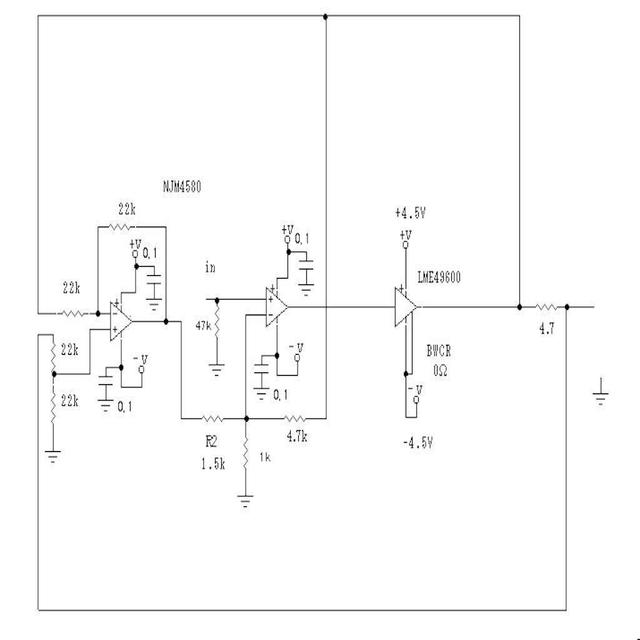 NJM4580
22k
+V
0,1
+V
0,1
+4.5V
+V
in
LME49600
22k
47k
4.7
22k
-V
-V
BWCR
0Ω
22k
0,1
0,1
-V
R2
1.5k
4.7k
1k
-4.5V